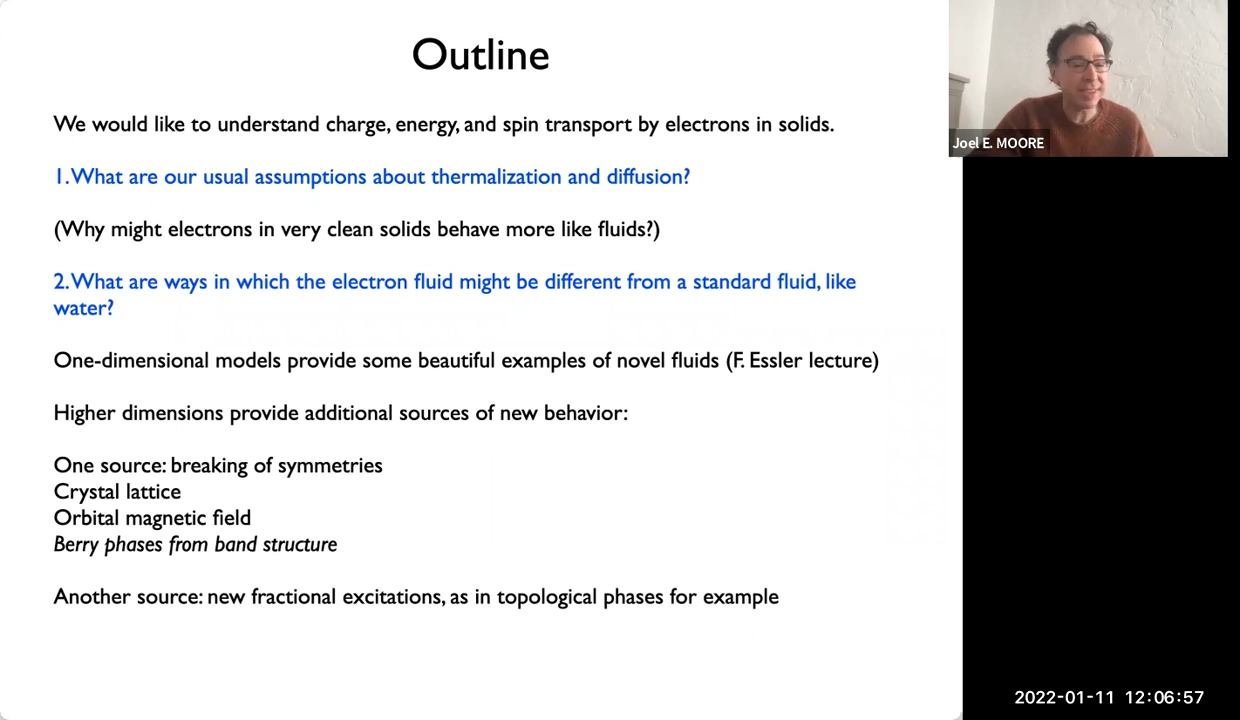 Outline
We would like to understand charge, energy, and spin transport by electrons in solids.
1. What are our usual assumptions about thermalization and diffusion?
(Why might electrons in very clean solids behave more like fluids?)
2. What are ways in which the electron fluid might be different from a standard fluid, like
water?
One-dimensional models provide some beautiful examples of novel fluids (F. Essler lecture)
Higher dimensions provide additional sources of new behavior:
One source: breaking of symmetries
Crystal lattice
Orbital magnetic field
Berry phases from band structure
Another source: new fractional excitations, as in topological phases for example
Joel E. MOORE
2022-01-11 12:06:57